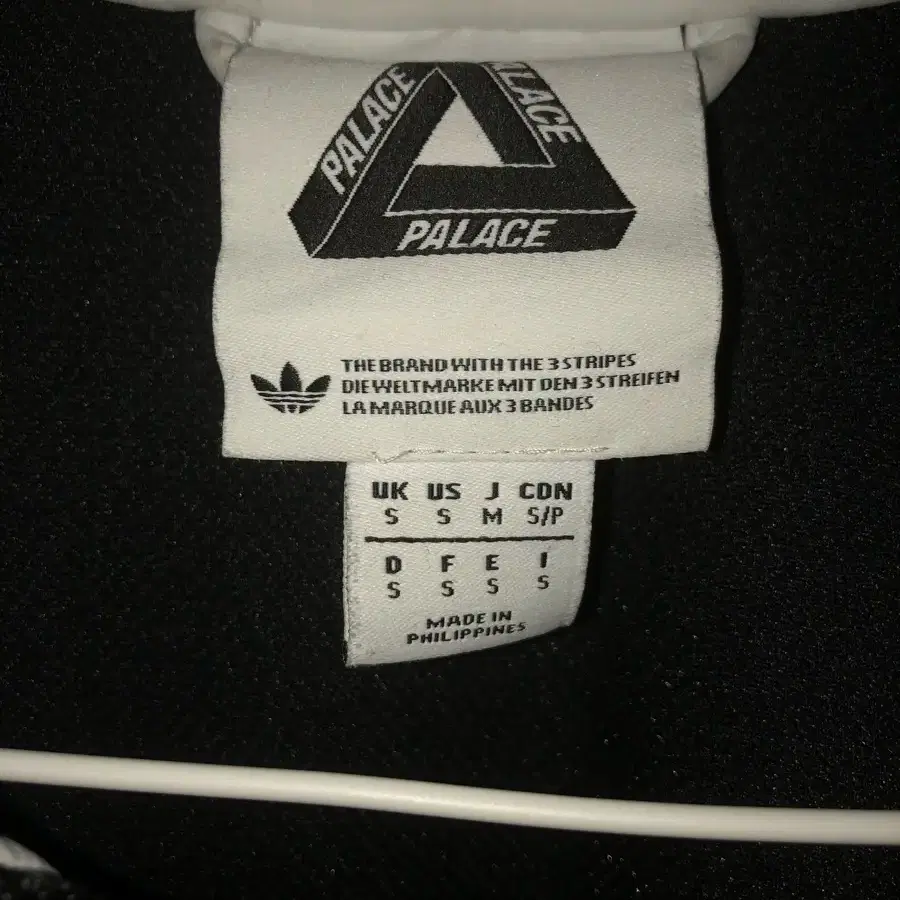 PALACE
PALACE
PALACE
THE BRAND WITH THE 3 STRIPES
DIE WELTMARKE MIT DEN 3 STREIFEN
LA MARQUE AUX 3 BANDES
UK US J CDN
S S M S/P
D F E I
S S S S
MADE IN
PHILIPPINES